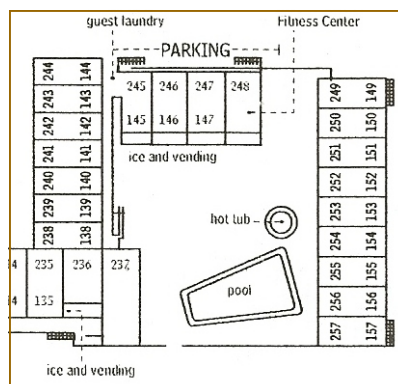 guest laundry
Fitness Center
PARKING
244 144
243 143
242 142
241 141
240 140
239 139
238 138
245 246 247 248
145 146 147
ice and vending
249 149
250 150
251 151
252 152
253 153
254 154
255 155
256 156
257 157
hot tub
pool
235 236 237
135
ice and vending